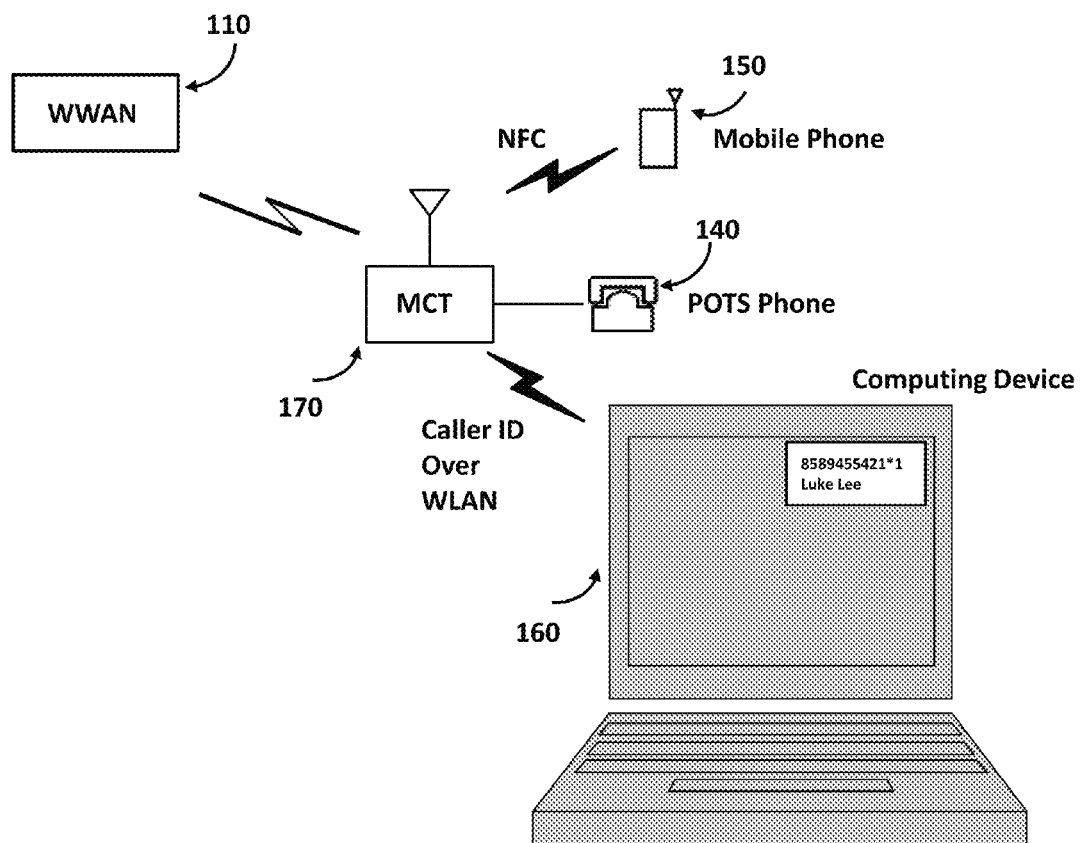 110
WWAN
150
NFC
Mobile Phone
140
MCT
POTS Phone
170
Computing Device
Caller ID
Over
WLAN
8589455421*1
Luke Lee
160